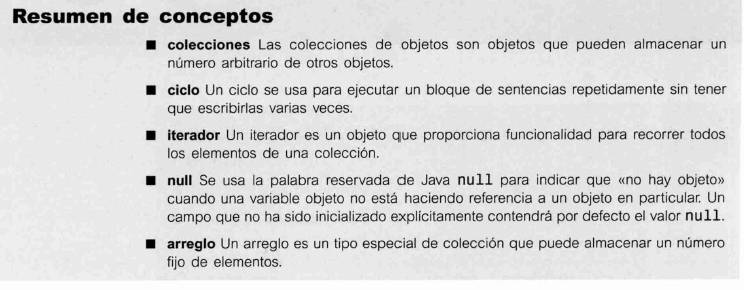 Resumen de conceptos
■ colecciones Las colecciones de objetos son objetos que pueden almacenar un
número arbitrario de otros objetos.
■ ciclo Un ciclo se usa para ejecutar un bloque de sentencias repetidamente sin tener
que escribirlas varias veces.
■ iterador Un iterador es un objeto que proporciona funcionalidad para recorrer todos
los elementos de una colección.
■ null Se usa la palabra reservada de Java null para indicar que «no hay objeto»
cuando una variable objeto no está haciendo referencia a un objeto en particular. Un
campo que no ha sido inicializado explícitamente contendrá por defecto el valor null.
■ arreglo Un arreglo es un tipo especial de colección que puede almacenar un número
fijo de elementos.